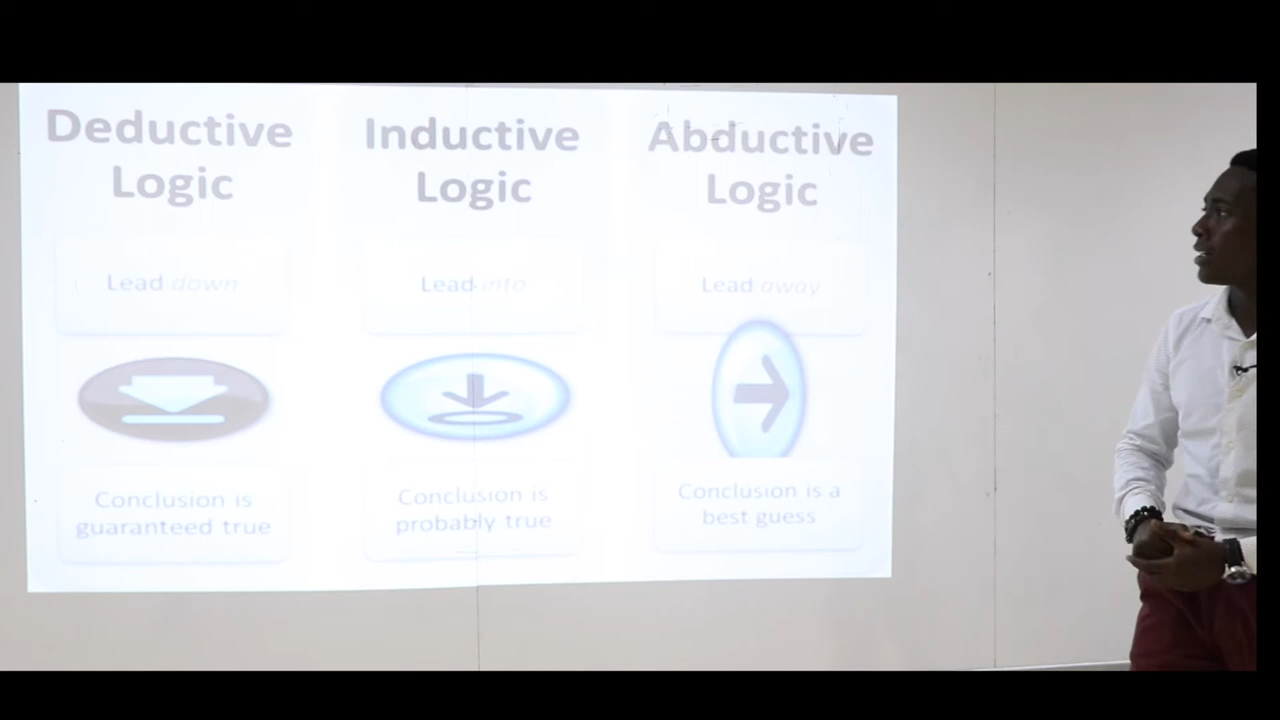 Deductive
Logic
Lead down
Conclusion is
guaranteed true
Inductive
Logic
Lead into
Conclusion is
probably true
Abductive
Logic
Lead away
Conclusion is a
best guess